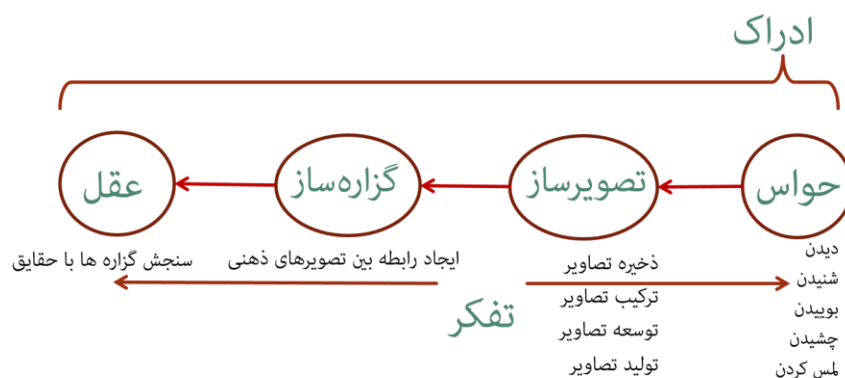 ادراک
حواس
تصویرساز
گزاره‌ساز
عقل
دیدن
شنیدن
بوییدن
چشیدن
لمس کردن
ذخیره تصاویر
ترکیب تصاویر
توسعه تصاویر
تولید تصاویر
ایجاد رابطه بین تصویرهای ذهنی
سنجش گزاره ها با حقایق
تفکر